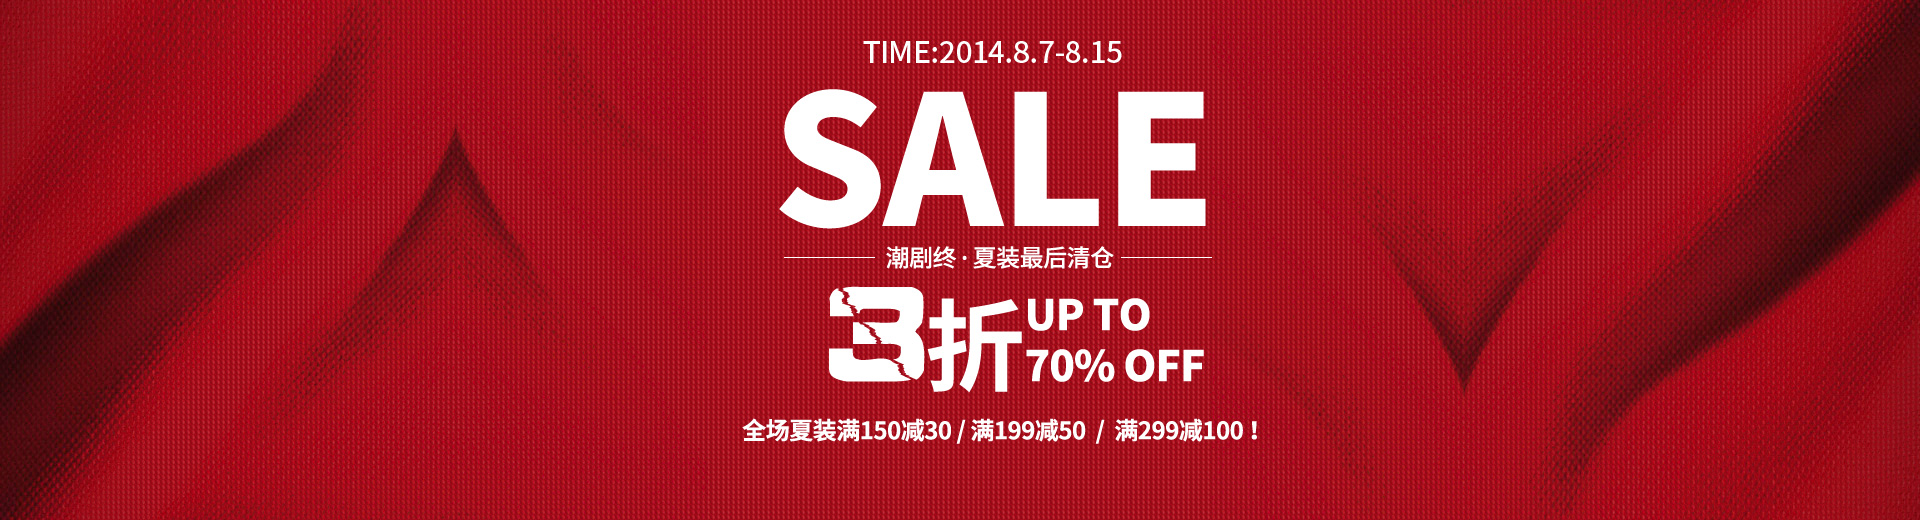 TIME:2014.8.7-8.15
SALE
潮剧终·夏装最后清仓
3折 UP TO
70% OFF
全场夏装满150减30 / 满199减50 / 满299减100！